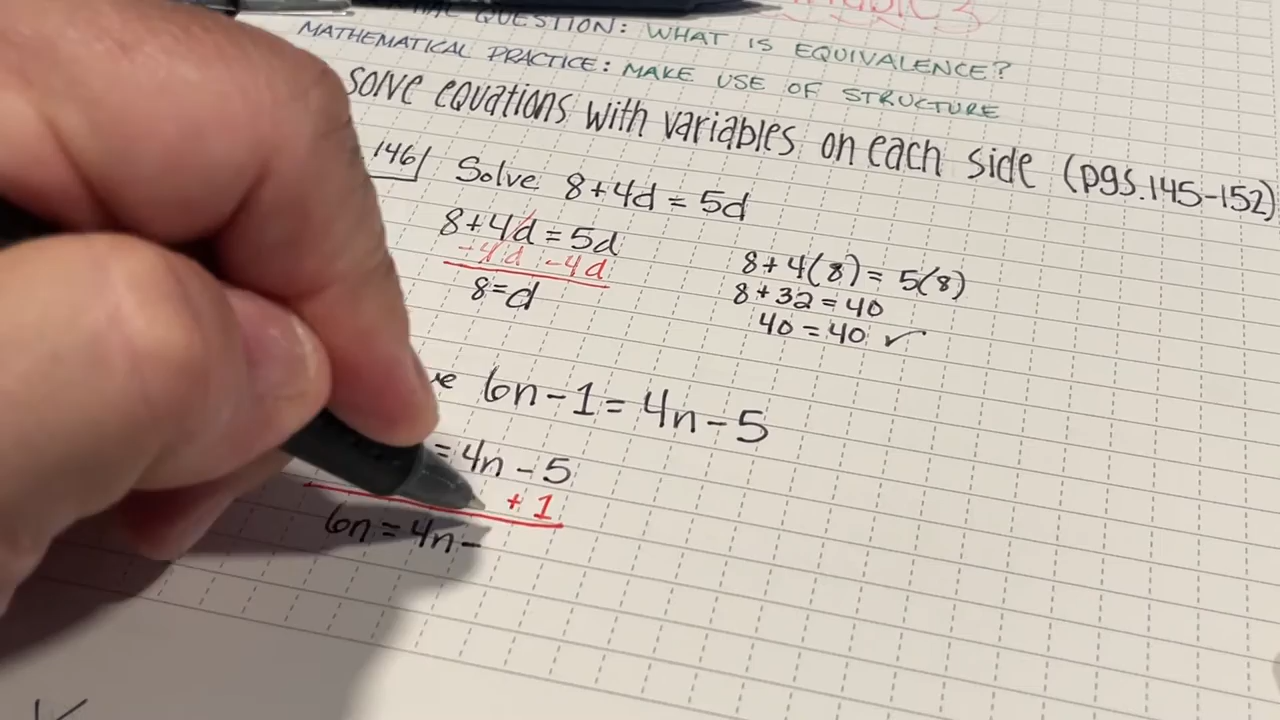 QUESTION: WHAT IS EQUIVALENCE?
MATHEMATICAL PRACTICE: MAKE USE OF STRUCTURE
solve equations with variables on each side (pgs. 145-152)
146 Solve 8+4d = 5d
8+4d = 5d
-4d -4d
8=d
8+4(8) = 5(8)
8+32 = 40
40 = 40 ✓
6n-1 = 4n-5
= 4n-5
+1
6n = 4n-